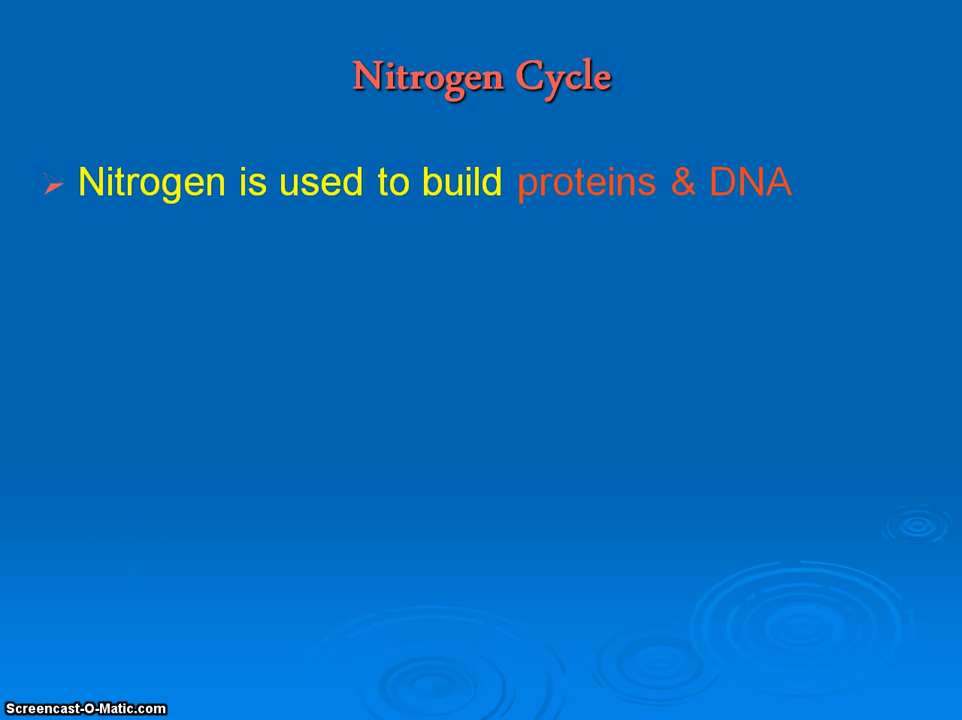 Nitrogen Cycle
Nitrogen is used to build proteins & DNA
Screencast-O-Matic.com